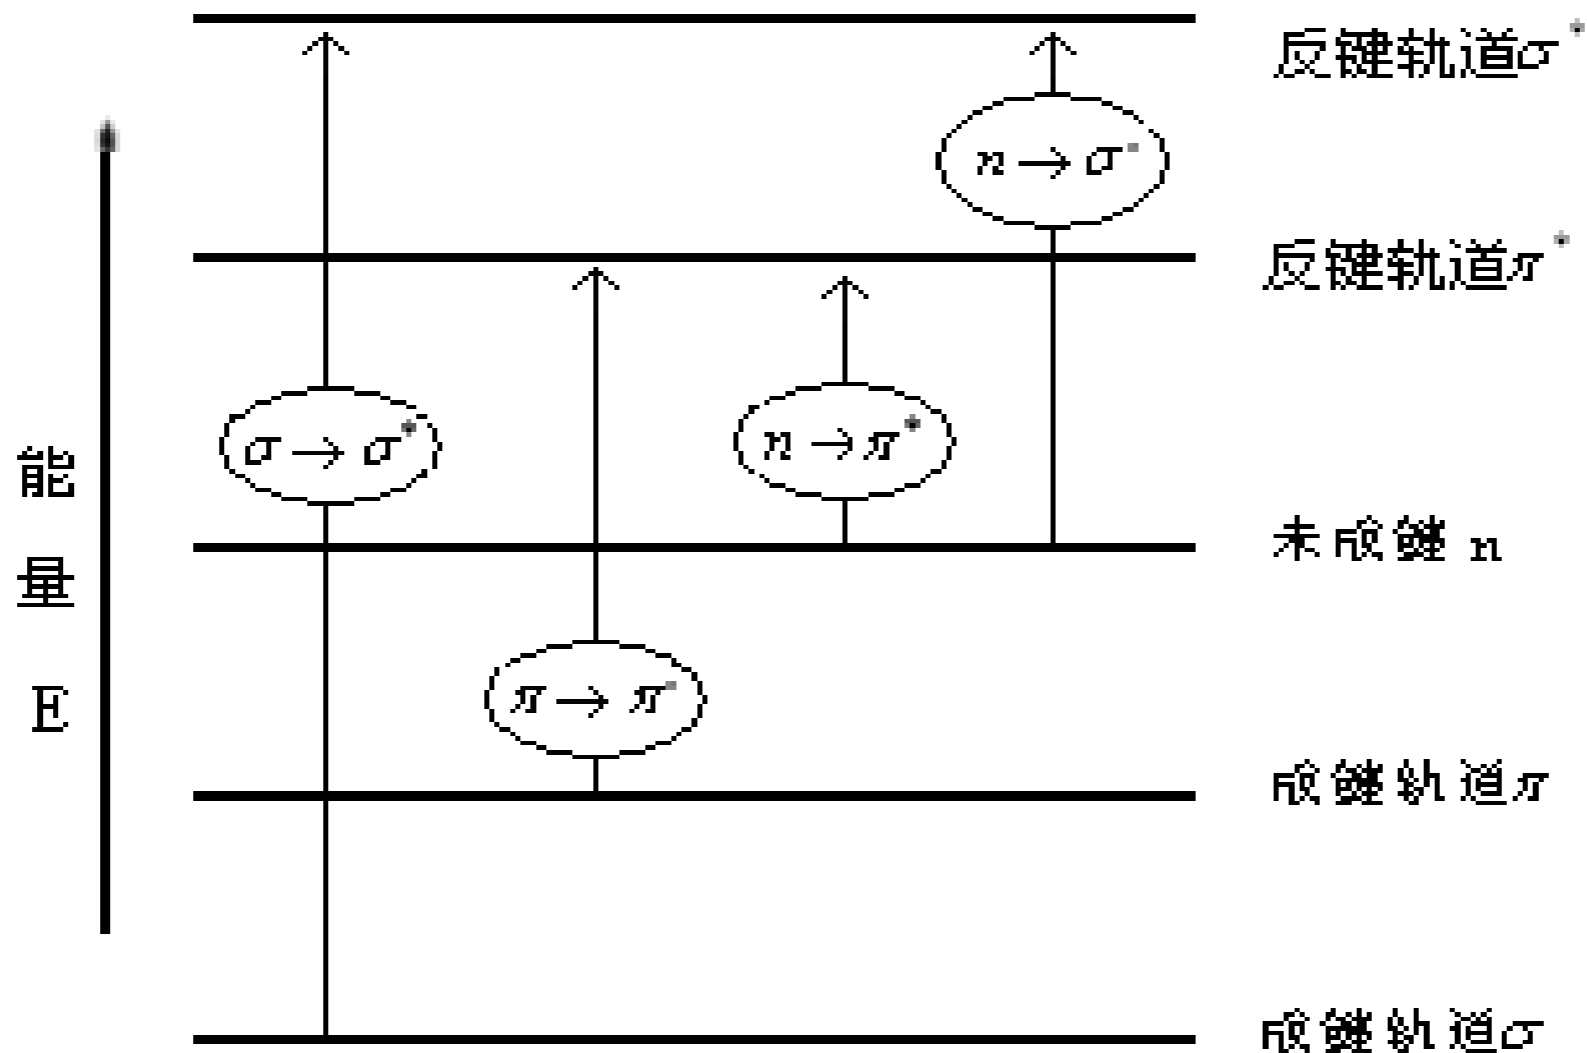 反键轨道σ*
n → σ*
反键轨道π*
σ → σ*
n → π*
能量E
未成键 n
π → π*
成键轨道π
成键轨道σ